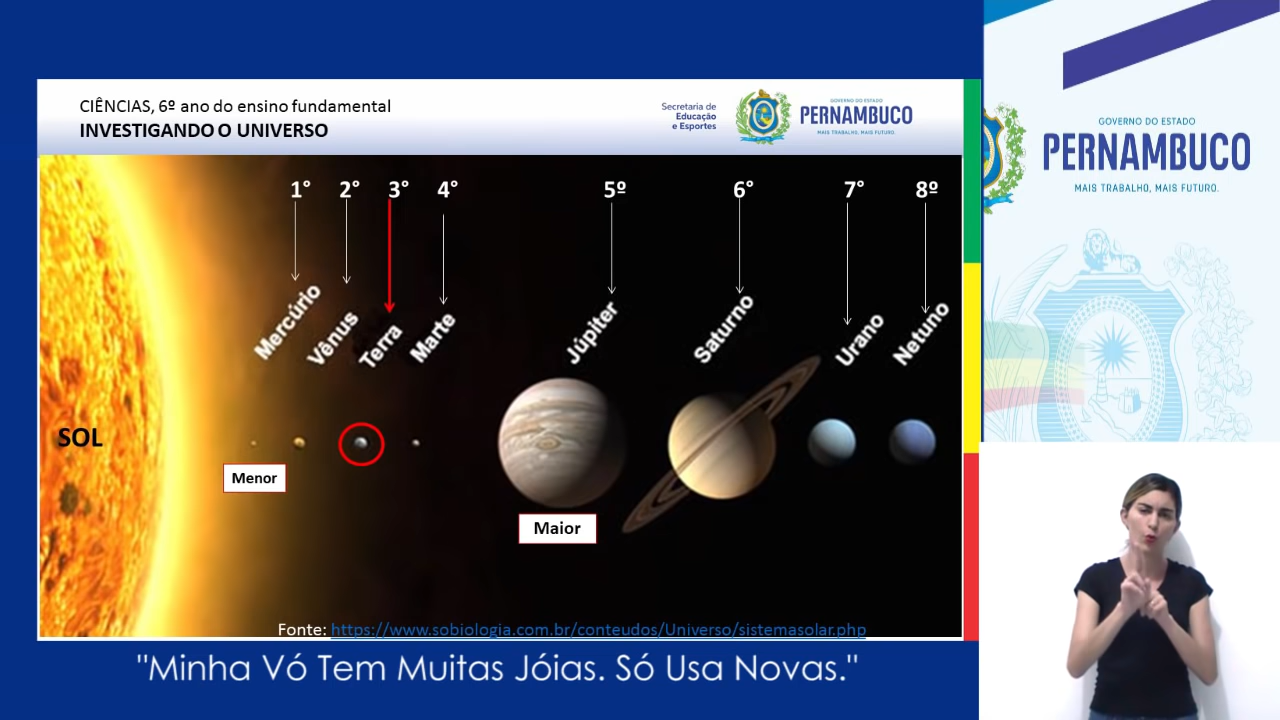 CIÊNCIAS, 6º ano do ensino fundamental
INVESTIGANDO O UNIVERSO
Secretaria de
Educação
e Esportes
GOVERNO DO ESTADO
PERNAMBUCO
MAIS TRABALHO, MAIS FUTURO.
GOVERNO DO ESTADO
PERNAMBUCO
MAIS TRABALHO, MAIS FUTURO.
1° 2° 3° 4° 5º 6° 7° 8º
Mercúrio Vênus Terra Marte Júpiter Saturno Urano Netuno
SOL
Menor
Maior
Fonte: https://www.sobiologia.com.br/conteudos/Universo/sistemasolar.php
"Minha Vó Tem Muitas Jóias. Só Usa Novas."